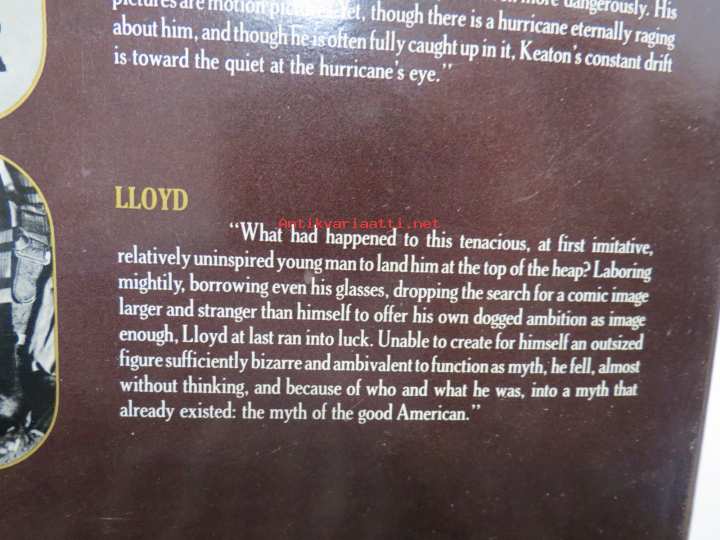 more dangerously. His
pictures are motion pictures. Yet, though there is a hurricane eternally raging
about him, and though he is often fully caught up in it, Keaton's constant drift
is toward the quiet at the hurricane's eye."
LLOYD
Antikvariaatti.net
"What had happened to this tenacious, at first imitative,
relatively uninspired young man to land him at the top of the heap? Laboring
mightily, borrowing even his glasses, dropping the search for a comic image
larger and stranger than himself to offer his own dogged ambition as image
enough, Lloyd at last ran into luck. Unable to create for himself an outsized
figure sufficiently bizarre and ambivalent to function as myth, he fell, almost
without thinking, and because of who and what he was, into a myth that
already existed: the myth of the good American."